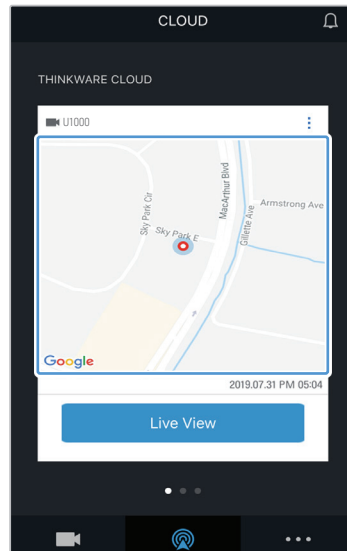 CLOUD
THINKWARE CLOUD
U1000
Sky Park Cir
Sky Park E
MacArthur Blvd
Gillette Ave
Armstrong Ave
Google
2019.07.31 PM 05:04
Live View